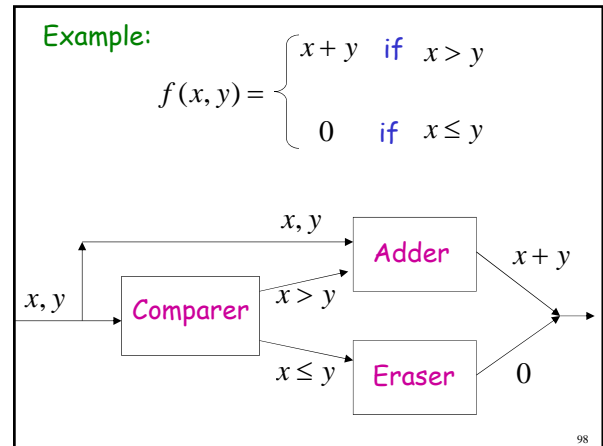 Example:
x + y if x > y
f(x, y) =
0 if x ≤ y
x, y
Adder
x + y
x, y
Comparer
x > y
x ≤ y
Eraser
0
98